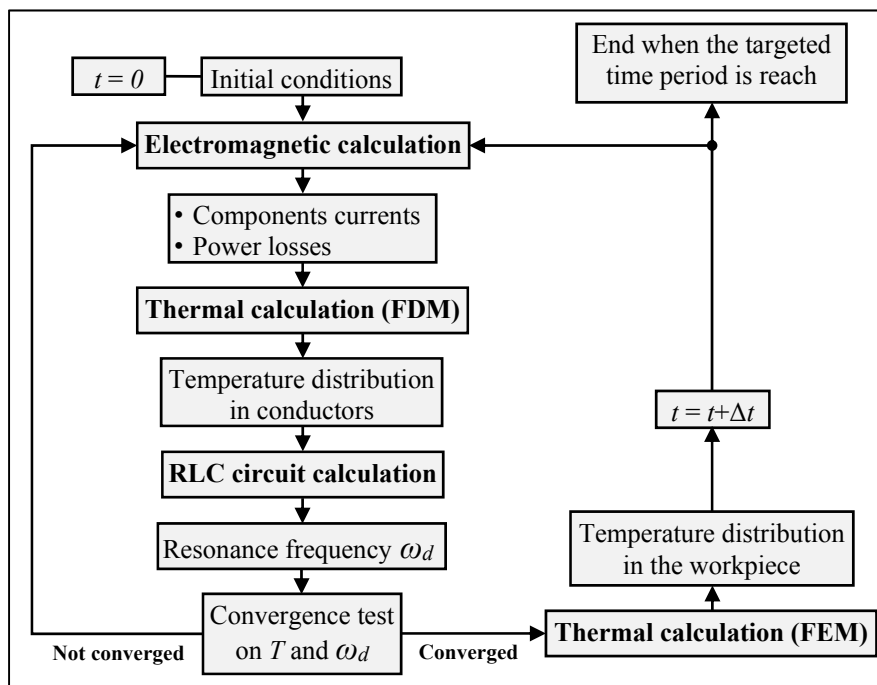 t = 0
Initial conditions
Electromagnetic calculation
• Components currents
• Power losses
Thermal calculation (FDM)
Temperature distribution
in conductors
RLC circuit calculation
Resonance frequency ωd
Convergence test
on T and ωd
Not converged
Converged
Thermal calculation (FEM)
Temperature distribution
in the workpiece
t = t+Δt
End when the targeted
time period is reach